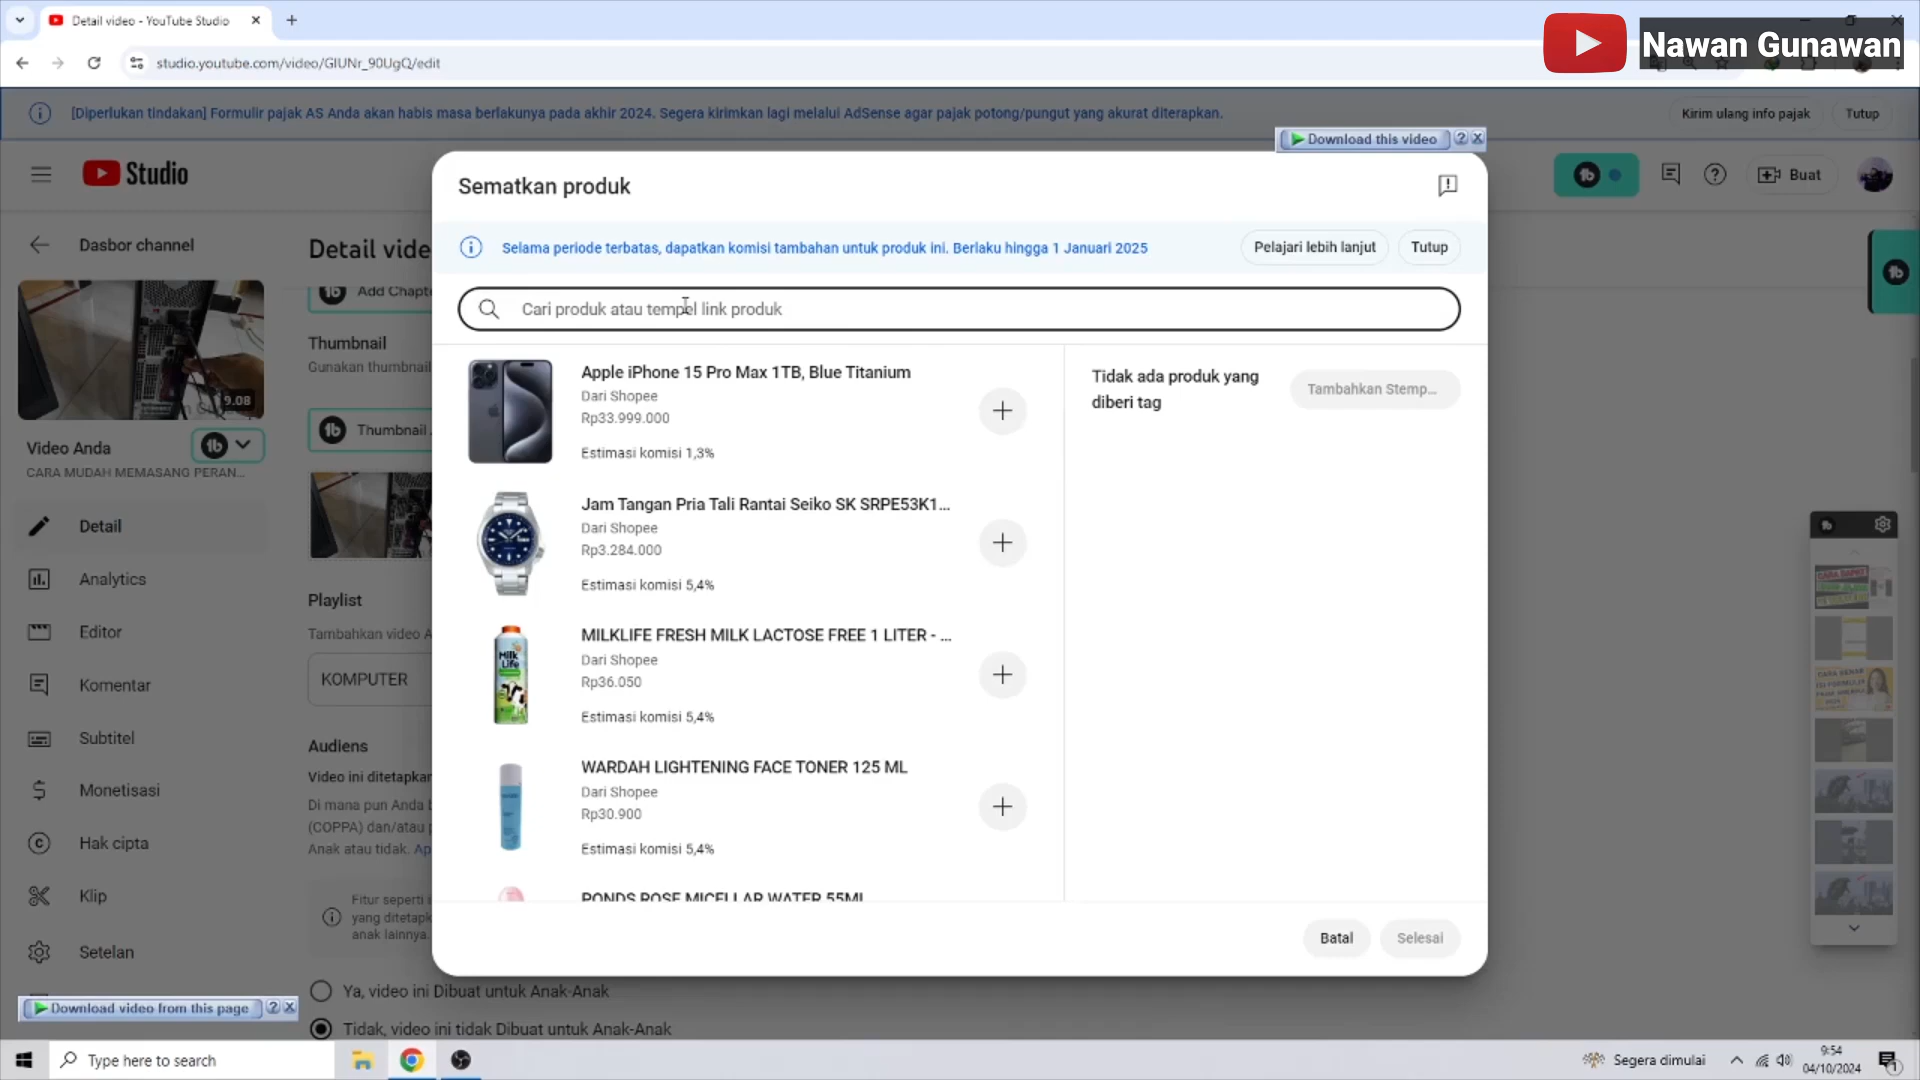 Detail video - YouTube Studio
Nawan Gunawan
studio.youtube.com/video/GIUNr_90UgQ/edit
[Diperlukan tindakan] Formulir pajak AS Anda akan habis masa berlakunya pada akhir 2024. Segera kirimkan lagi melalui AdSense agar pajak potong/pungut yang akurat diterapkan.
Kirim ulang info pajak
Tutup
Download this video
Studio
Buat
Sematkan produk
Selama periode terbatas, dapatkan komisi tambahan untuk produk ini. Berlaku hingga 1 Januari 2025
Pelajari lebih lanjut
Tutup
Cari produk atau tempel link produk
Apple iPhone 15 Pro Max 1TB, Blue Titanium
Dari Shopee
Rp33.999.000
Estimasi komisi 1,3%
Jam Tangan Pria Tali Rantai Seiko SK SRPE53K1...
Dari Shopee
Rp3.284.000
Estimasi komisi 5,4%
MILKLIFE FRESH MILK LACTOSE FREE 1 LITER - ...
Dari Shopee
Rp36.050
Estimasi komisi 5,4%
WARDAH LIGHTENING FACE TONER 125 ML
Dari Shopee
Rp30.900
Estimasi komisi 5,4%
PONDS ROSE MICELLAR WATER 55ML
Tidak ada produk yang
diberi tag
Tambahkan Stemp...
Batal
Selesai
Dasbor channel
9.08
Video Anda
CARA MUDAH MEMASANG PERAN...
Detail
Analytics
Editor
Komentar
Subtitel
Monetisasi
Hak cipta
Klip
Setelan
Download video from this page
Detail vide
Add Chapt
Thumbnail
Gunakan thumbnail
Thumbnail
Playlist
Tambahkan video A
KOMPUTER
Audiens
Video ini ditetapkan
Di mana pun Anda b
(COPPA) dan/atau p
Anak atau tidak. Ap
Fitur seperti i
yang ditetapk
anak lainnya.
Ya, video ini Dibuat untuk Anak-Anak
Tidak, video ini tidak Dibuat untuk Anak-Anak
Type here to search
Segera dimulai
9:54
04/10/2024